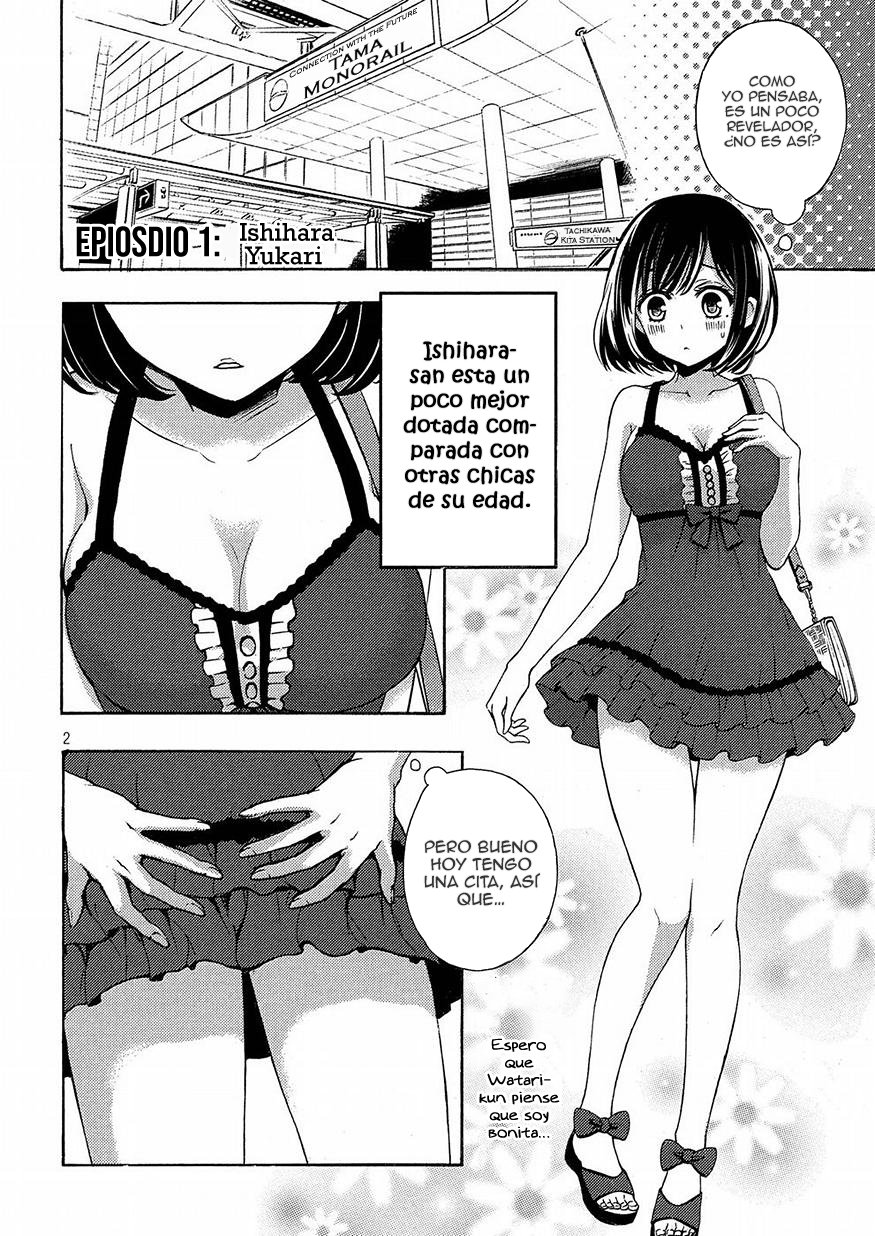 CONNECTION WITH THE FUTURE
TAMA
MONORAIL
COMO
YO PENSABA,
ES UN POCO
REVELADOR,
¿NO ES ASÍ?
TACHIKAWA
KITA STATION
EPIOSDIO 1:
Ishihara
Yukari
Ishihara-
san esta un
poco mejor
dotada com-
parada con
otras chicas
de su edad.
2
PERO BUENO
HOY TENGO
UNA CITA, ASÍ
QUE...
Espero
que
Watari-
kun piense
que soy
Bonita...